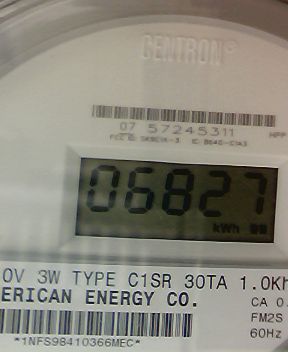 CENTRON®
07 57245311
06827
kWh
0V 3W TYPE C1SR 30TA 1.0Kh
ERICAN ENERGY CO.
CA 0.
FM2S
60Hz
*1NFS98410366MEC*